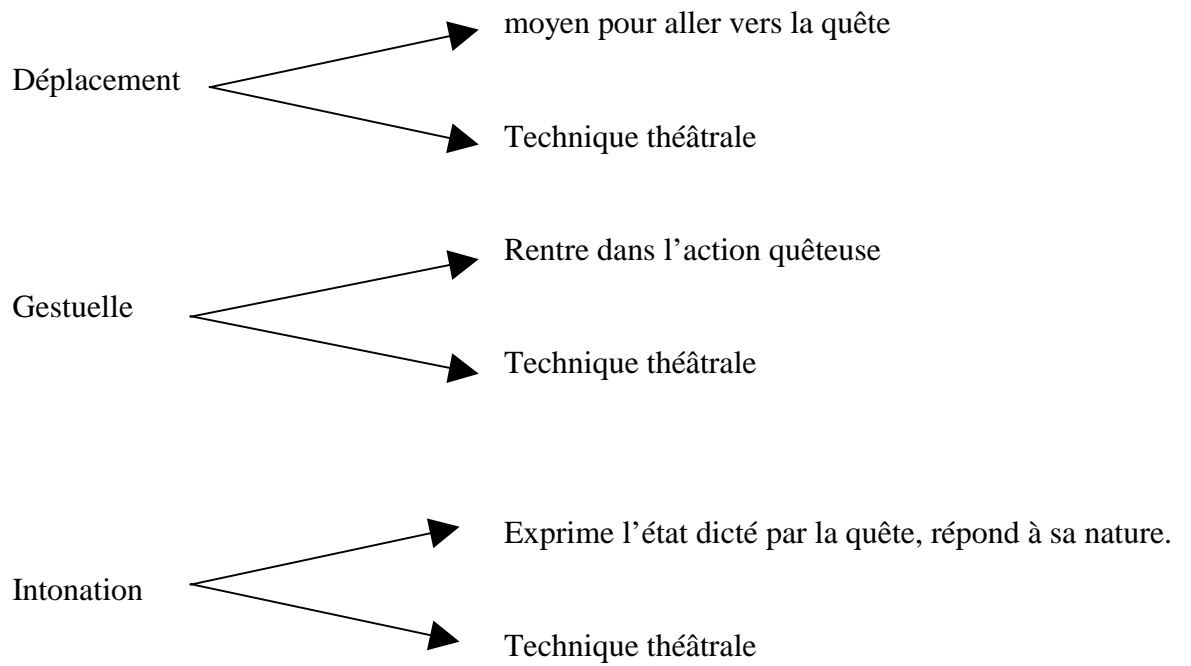 moyen pour aller vers la quête
Déplacement
Technique théâtrale
Rentre dans l’action quêteuse
Gestuelle
Technique théâtrale
Exprime l’état dicté par la quête, répond à sa nature.
Intonation
Technique théâtrale